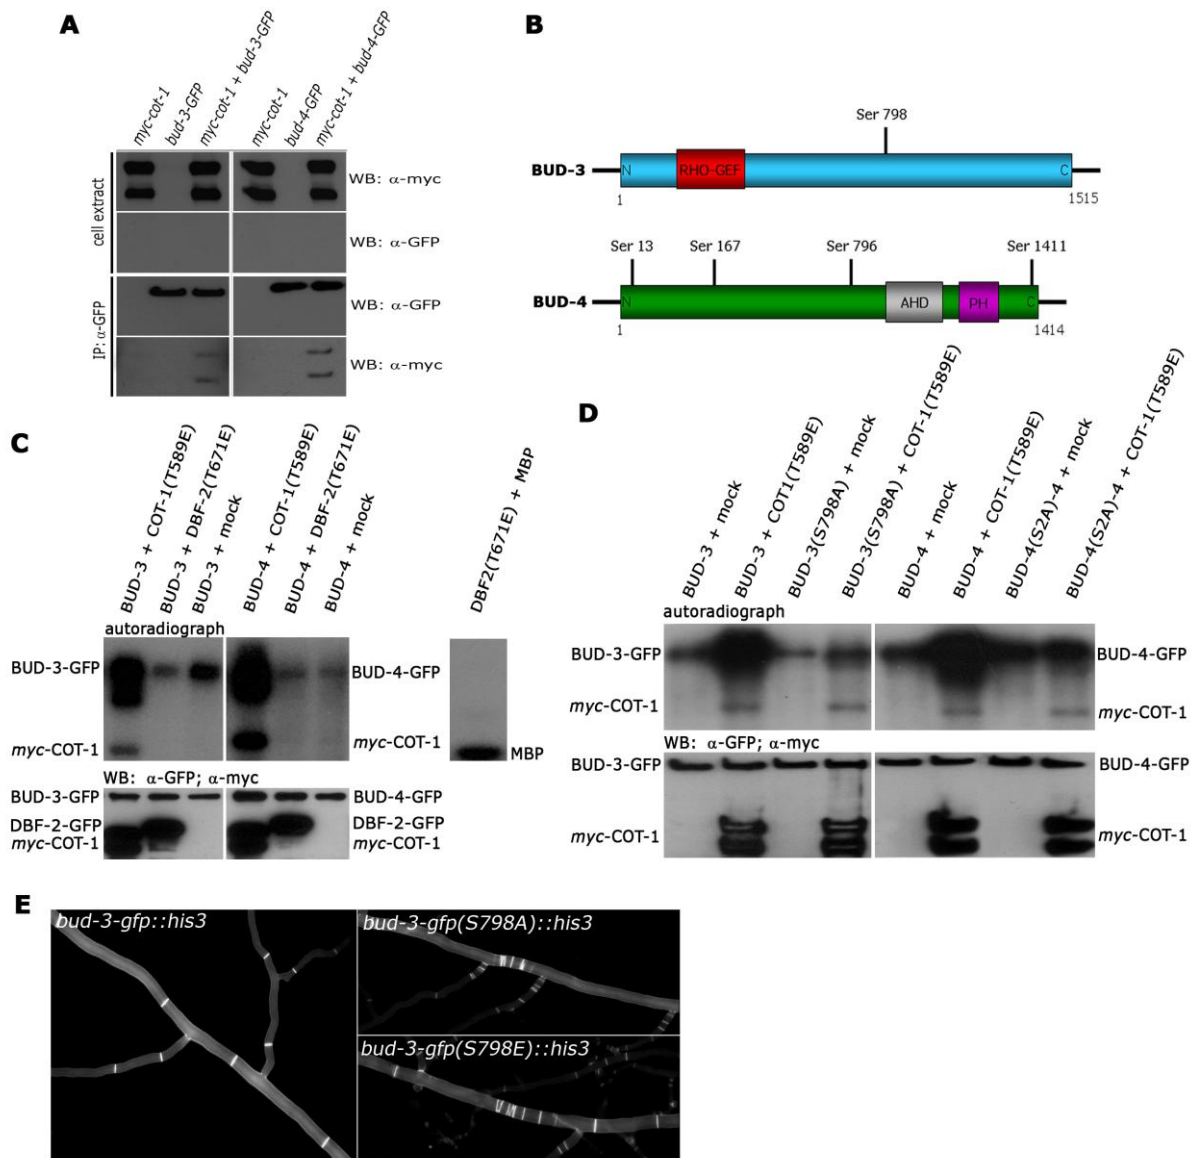 A
myc-cot-1
bud-3-GFP
myc-cot-1 + bud-3-GFP
myc-cot-1
bud-4-GFP
myc-cot-1 + bud-4-GFP
cell extract
WB: α-myc
WB: α-GFP
IP: α-GFP
WB: α-GFP
WB: α-myc
B
Ser 798
BUD-3
N
RHO-GEF
C
1
1515
Ser 13
Ser 167
Ser 796
Ser 1411
BUD-4
N
AHD
PH
C
1
1414
C
BUD-3 + COT-1(T589E)
BUD-3 + DBF-2(T671E)
BUD-3 + mock
BUD-4 + COT-1(T589E)
BUD-4 + DBF-2(T671E)
BUD-4 + mock
DBF2(T671E) + MBP
autoradiograph
BUD-3-GFP
BUD-4-GFP
myc-COT-1
myc-COT-1
MBP
WB: α-GFP; α-myc
BUD-3-GFP
BUD-4-GFP
DBF-2-GFP
DBF-2-GFP
myc-COT-1
myc-COT-1
D
BUD-3 + mock
BUD-3 + COT1(T589E)
BUD-3(S798A) + mock
BUD-3(S798A) + COT-1(T589E)
BUD-4 + mock
BUD-4 + COT-1(T589E)
BUD-4(S2A)-4 + mock
BUD-4(S2A)-4 + COT-1(T589E)
autoradiograph
BUD-3-GFP
BUD-4-GFP
myc-COT-1
myc-COT-1
WB: α-GFP; α-myc
BUD-3-GFP
BUD-4-GFP
myc-COT-1
myc-COT-1
E
bud-3-gfp::his3
bud-3-gfp(S798A)::his3
bud-3-gfp(S798E)::his3